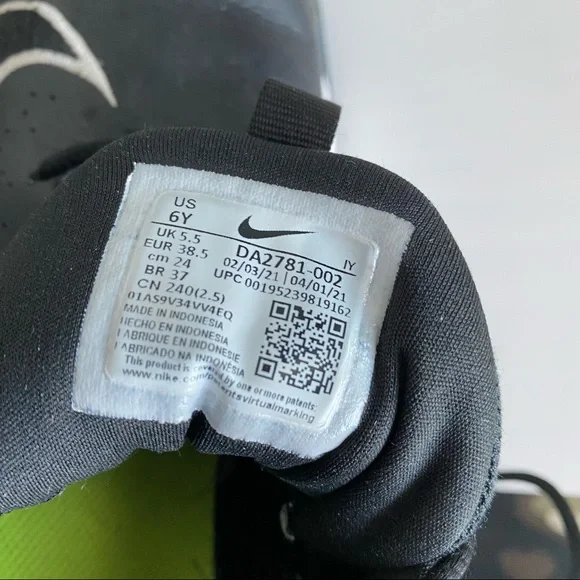 US
6Y
UK 5.5
EUR 38.5
cm 24
BR 37
CN 240(2.5)
01AS9V34VV4EQ
MADE IN INDONESIA
HECHO EN INDONESIA
FABRIQUE EN INDONESIE
FABRICADO NA INDONESIE
This product is covered by one or more patents:
www.nike.com/patentsvirtualmarking
IY
DA2781-002
02/03/21 | 04/01/21
UPC 00195239819162